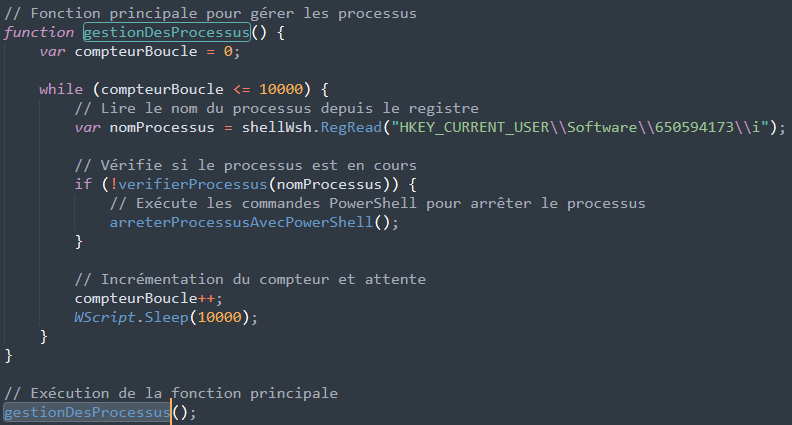 // Fonction principale pour gérer les processus
function gestionDesProcessus() {
    var compteurBoucle = 0;
    while (compteurBoucle <= 10000) {
        // Lire le nom du processus depuis le registre
        var nomProcessus = shellWsh.RegRead("HKEY_CURRENT_USER\\Software\\650594173\\i");
        // Vérifie si le processus est en cours
        if (!verifierProcessus(nomProcessus)) {
            // Exécute les commandes PowerShell pour arrêter le processus
            arreterProcessusAvecPowerShell();
        }
        // Incrémentation du compteur et attente
        compteurBoucle++;
        WScript.Sleep(10000);
    }
}
// Exécution de la fonction principale
gestionDesProcessus();